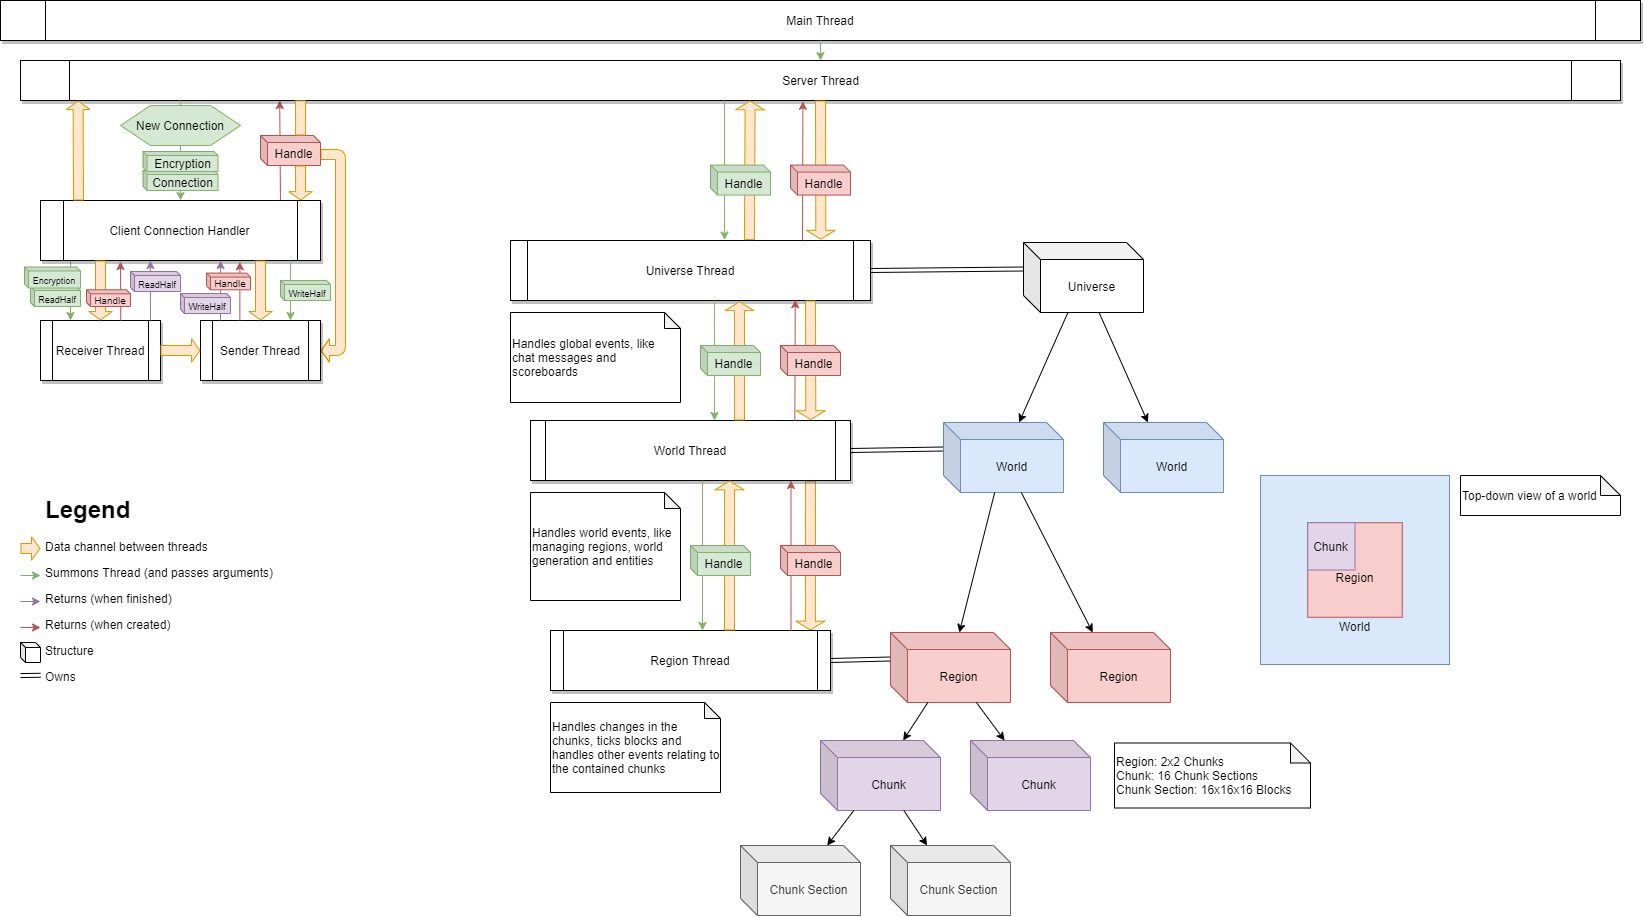 Main Thread
Server Thread
New Connection
Encryption
Connection
Handle
Handle
Handle
Client Connection Handler
Encryption
ReadHalf
Handle
ReadHalf
WriteHalf
Handle
WriteHalf
Receiver Thread
Sender Thread
Universe Thread
Universe
Handles global events, like
chat messages and
scoreboards
Handle
Handle
World Thread
World
World
Handles world events, like
managing regions, world
generation and entities
Handle
Handle
Region Thread
Region
Region
Handles changes in the
chunks, ticks blocks and
handles other events relating to
the contained chunks
Chunk
Chunk
Chunk Section
Chunk Section
Region: 2x2 Chunks
Chunk: 16 Chunk Sections
Chunk Section: 16x16x16 Blocks
Top-down view of a world
Chunk
Region
World
Legend
Data channel between threads
Summons Thread (and passes arguments)
Returns (when finished)
Returns (when created)
Structure
Owns